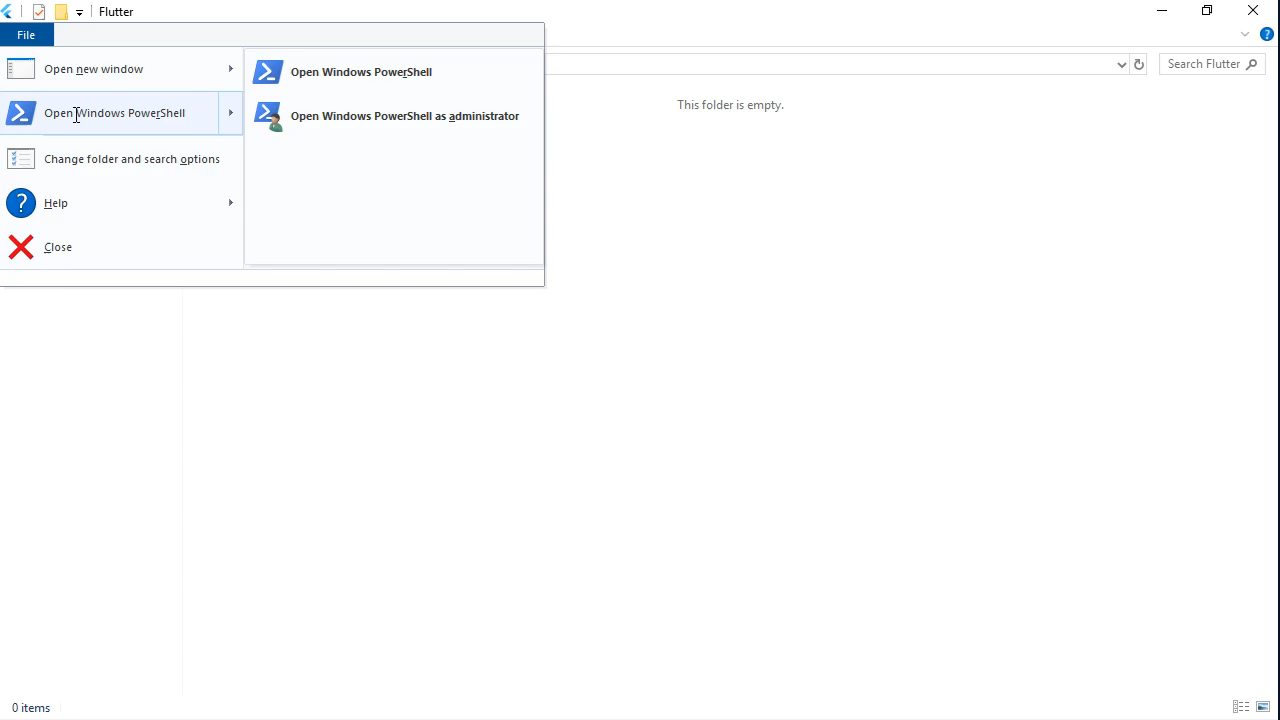 Flutter
File
Search Flutter
Open new window
Open Windows PowerShell
Change folder and search options
Help
Close
Open Windows PowerShell
Open Windows PowerShell as administrator
This folder is empty.
0 items